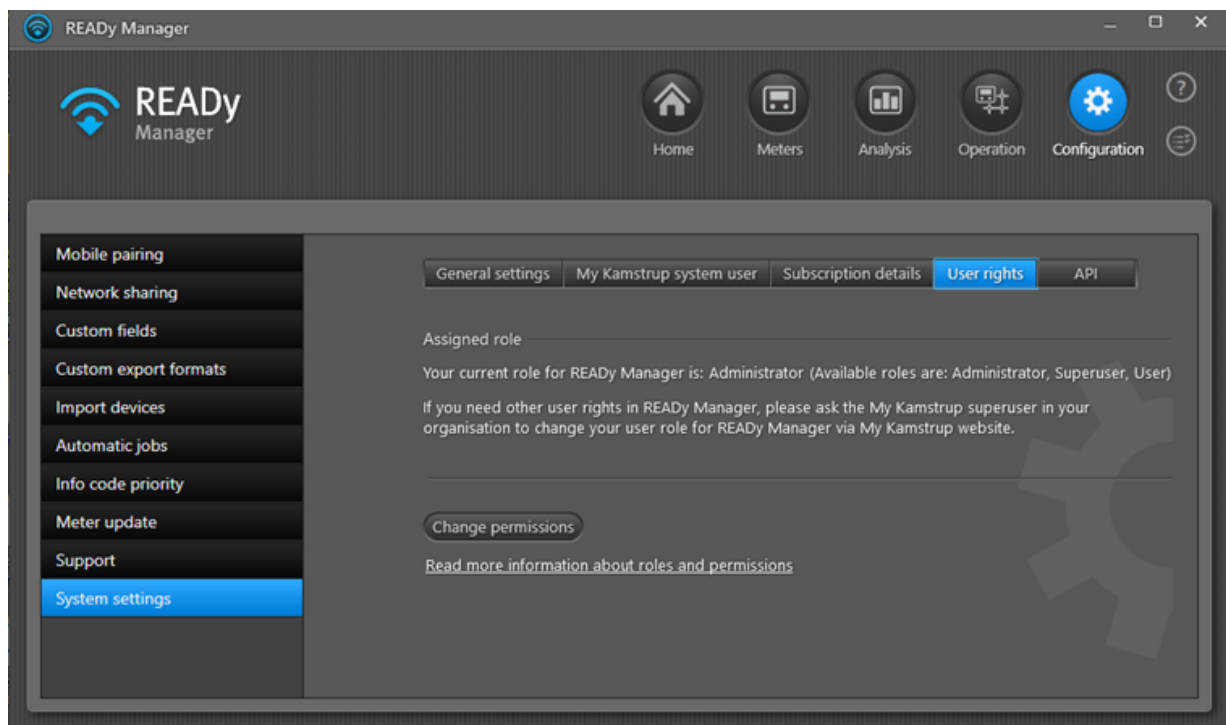 READy Manager
READy
Manager
Home
Meters
Analysis
Operation
Configuration
?
Mobile pairing
Network sharing
Custom fields
Custom export formats
Import devices
Automatic jobs
Info code priority
Meter update
Support
System settings
General settings
My Kamstrup system user
Subscription details
User rights
API
Assigned role
Your current role for READy Manager is: Administrator (Available roles are: Administrator, Superuser, User)
If you need other user rights in READy Manager, please ask the My Kamstrup superuser in your
organisation to change your user role for READy Manager via My Kamstrup website.
Change permissions
Read more information about roles and permissions